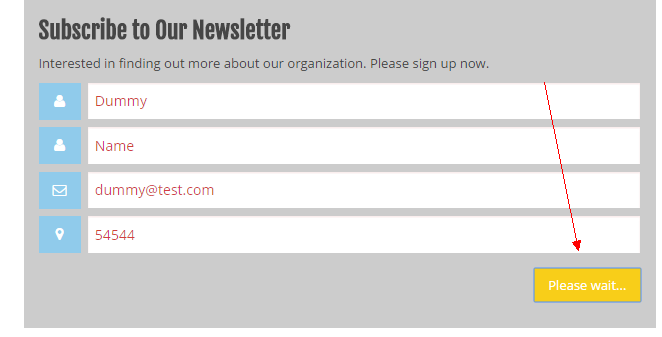 Subscribe to Our Newsletter
Interested in finding out more about our organization. Please sign up now.
Dummy
Name
dummy@test.com
54544
Please wait...